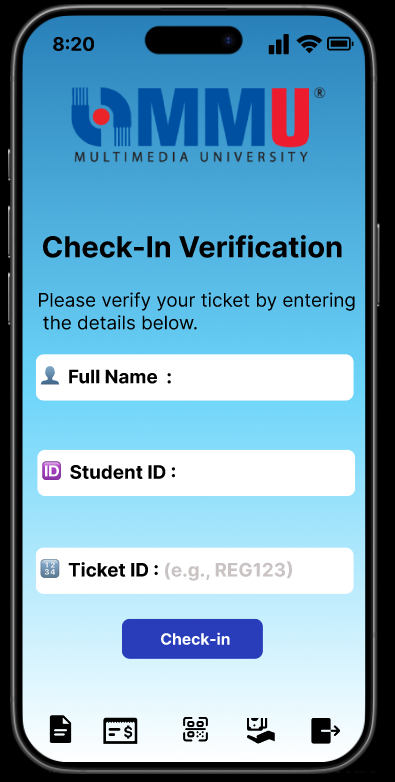 8:20
MMU®
MULTIMEDIA UNIVERSITY
Check-In Verification
Please verify your ticket by entering
the details below.
Full Name :
ID Student ID :
1234 Ticket ID : (e.g., REG123)
Check-in
$